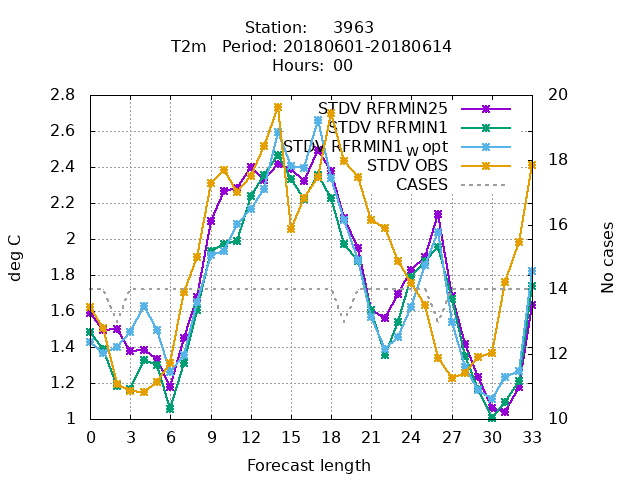 Station: 3963
T2m Period: 20180601-20180614
Hours: 00
STDV RFRMIN25
STDV RFRMIN1
STDV RFRMIN1 W opt
STDV OBS
CASES
deg C
No cases
2.8
2.6
2.4
2.2
2
1.8
1.6
1.4
1.2
1
20
18
16
14
12
10
0 3 6 9 12 15 18 21 24 27 30 33
Forecast length